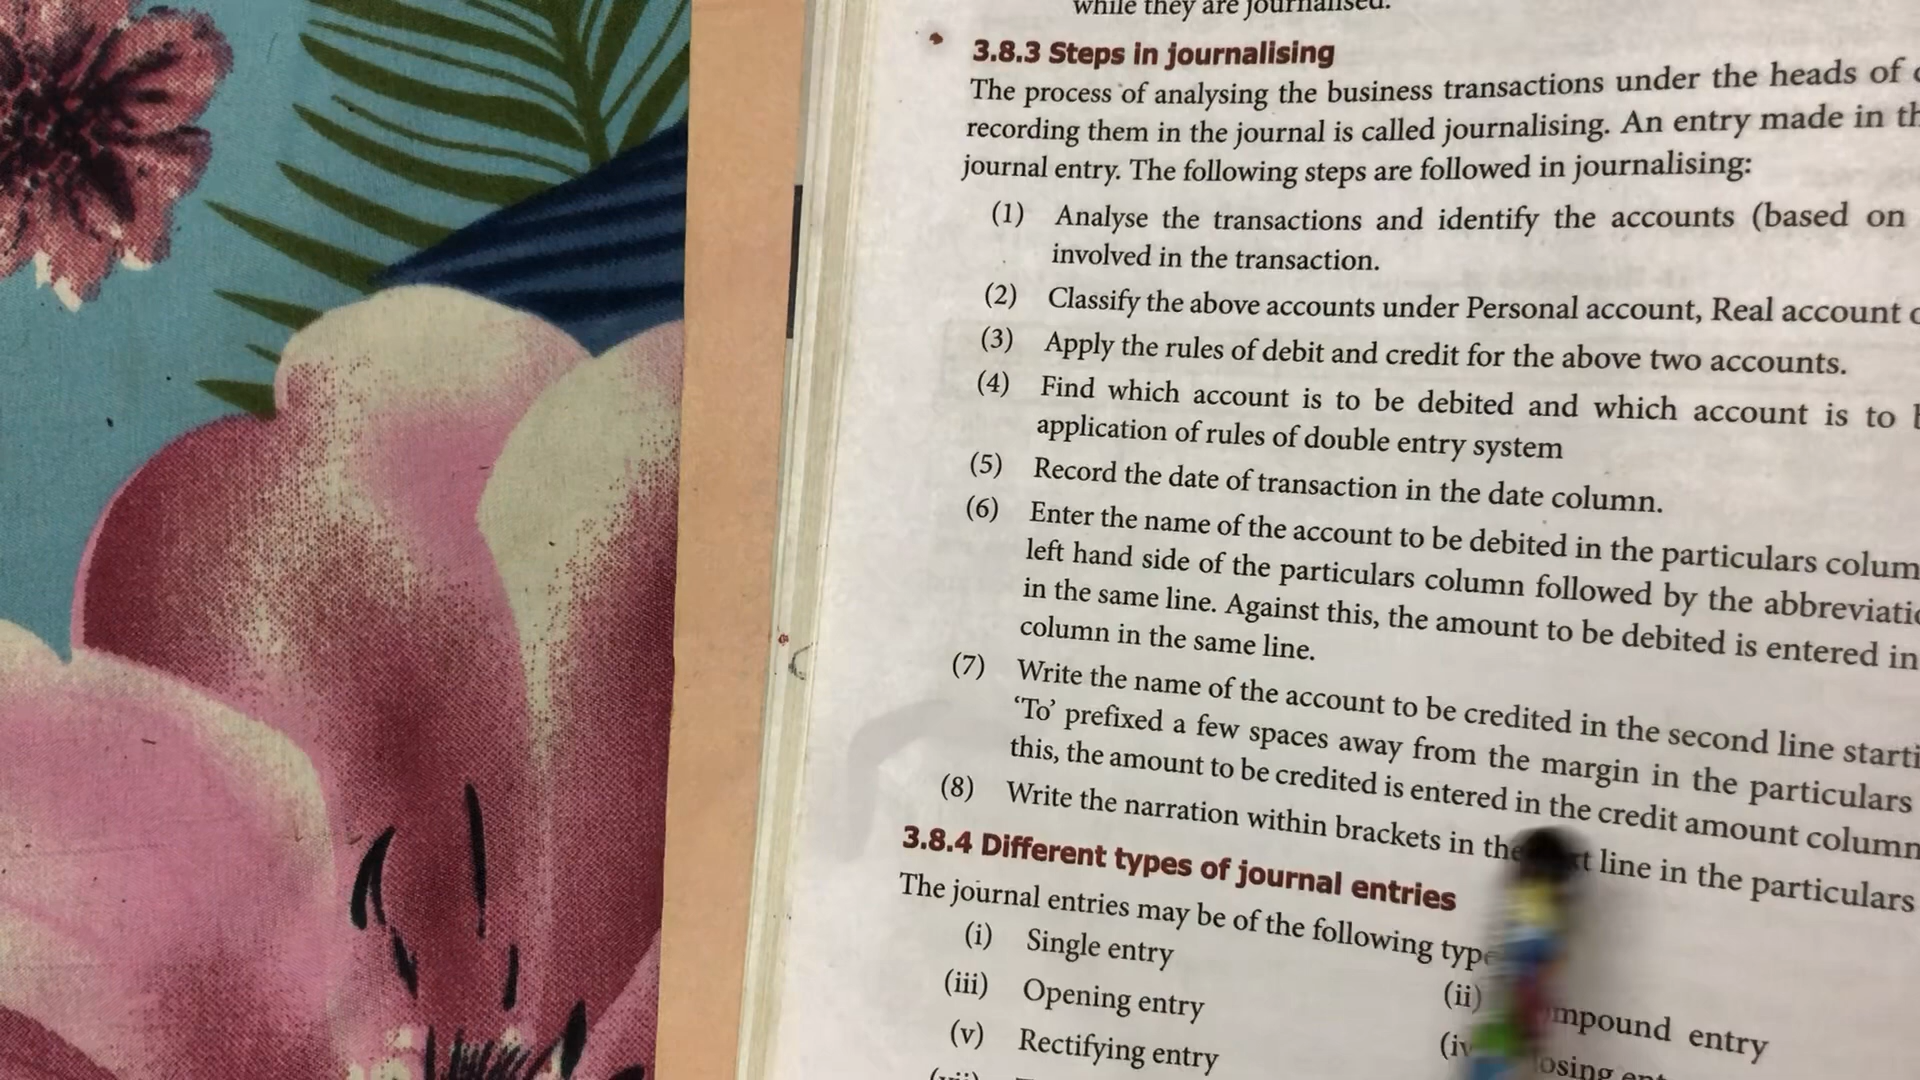 while they are journalised.
3.8.3 Steps in journalising
The process of analysing the business transactions under the heads of
recording them in the journal is called journalising. An entry made in
journal entry. The following steps are followed in journalising:
(1) Analyse the transactions and identify the accounts (based on
involved in the transaction.
(2) Classify the above accounts under Personal account, Real account
(3) Apply the rules of debit and credit for the above two accounts.
(4) Find which account is to be debited and which account is to
application of rules of double entry system
(5) Record the date of transaction in the date column.
(6) Enter the name of the account to be debited in the particulars
left hand side of the particulars column followed by the
in the same line. Against this, the amount to be debited is entered in
column in the same line.
(7) Write the name of the account to be credited in the second line
‘To’ prefixed a few spaces away from the margin in the particulars
this, the amount to be credited is entered in the credit amount column
(8) Write the narration within brackets in the line in the particulars
3.8.4 Different types of journal entries
The journal entries may be of the following
(i) Single entry
(ii) entry
(iii) Opening entry
(v) Rectifying entry